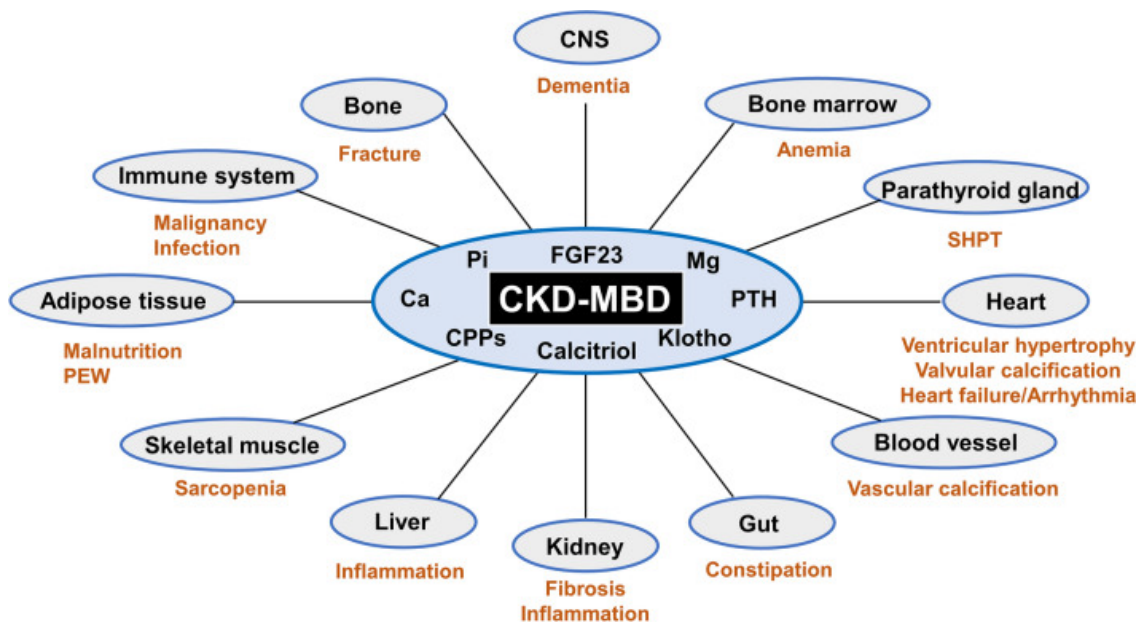 CNS
Dementia
Bone
Fracture
Bone marrow
Anemia
Immune system
Malignancy
Infection
Parathyroid gland
SHPT
Adipose tissue
Malnutrition
PEW
Pi
FGF23
Mg
Ca
CKD-MBD
PTH
CPPs
Calcitriol
Klotho
Heart
Ventricular hypertrophy
Valvular calcification
Heart failure/Arrhythmia
Skeletal muscle
Sarcopenia
Blood vessel
Vascular calcification
Liver
Inflammation
Kidney
Fibrosis
Inflammation
Gut
Constipation